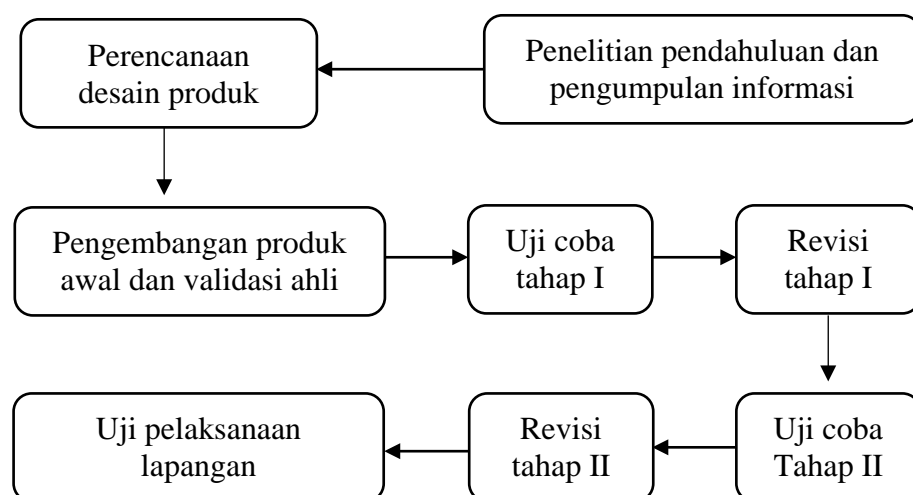 Perencanaan
desain produk
Penelitian pendahuluan dan
pengumpulan informasi
Pengembangan produk
awal dan validasi ahli
Uji coba
tahap I
Revisi
tahap I
Uji pelaksanaan
lapangan
Revisi
tahap II
Uji coba
Tahap II